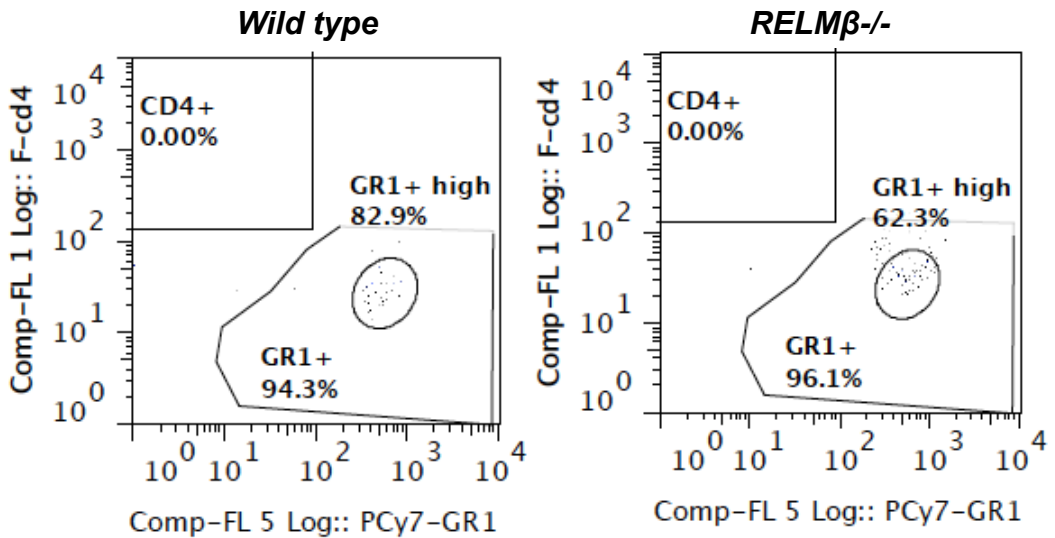 Wild type
RELMβ-/-
Comp-FL 1 Log:: F-cd4
10^4
10^3
10^2
10^1
10^0
CD4+
0.00%
GR1+ high
82.9%
GR1+
94.3%
10^0 10^1 10^2 10^3 10^4
Comp-FL 5 Log:: PCy7-GR1
Comp-FL 1 Log:: F-cd4
10^4
10^3
10^2
10^1
10^0
CD4+
0.00%
GR1+ high
62.3%
GR1+
96.1%
10^0 10^1 10^2 10^3 10^4
Comp-FL 5 Log:: PCy7-GR1